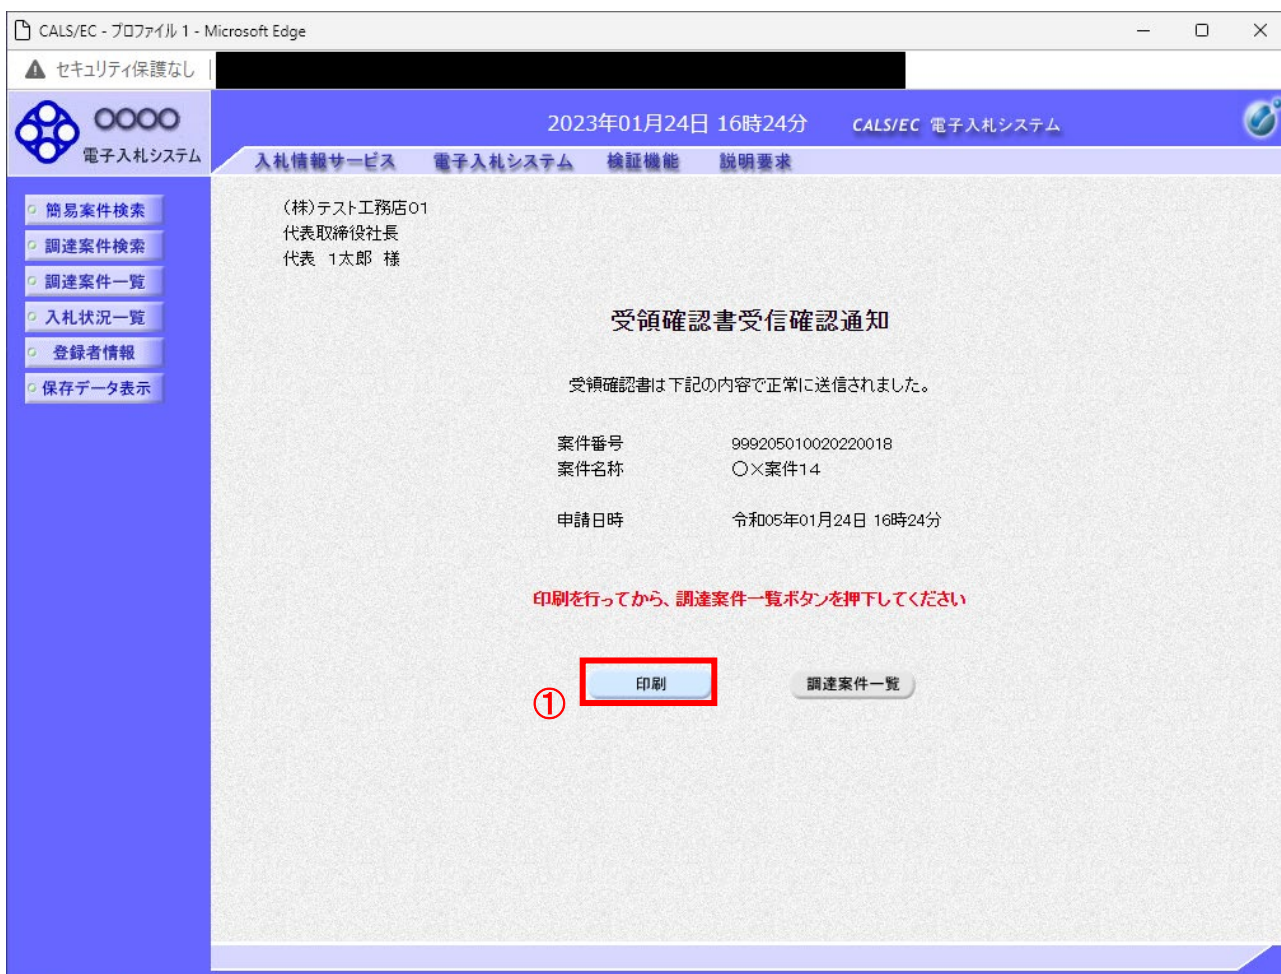 CALS/EC - プロファイル 1 - Microsoft Edge
セキュリティ保護なし
○○○○
電子入札システム
2023年01月24日 16時24分 CALS/EC 電子入札システム
入札情報サービス 電子入札システム 検証機能 説明要求
簡易案件検索
調達案件検索
調達案件一覧
入札状況一覧
登録者情報
保存データ表示
(株)テスト工務店01
代表取締役社長
代表 1太郎 様
受領確認書受信確認通知
受領確認書は下記の内容で正常に送信されました。
案件番号 999205010020220018
案件名称 ○×案件14
申請日時 令和05年01月24日 16時24分
印刷を行ってから、調達案件一覧ボタンを押下してください
① 印刷 調達案件一覧